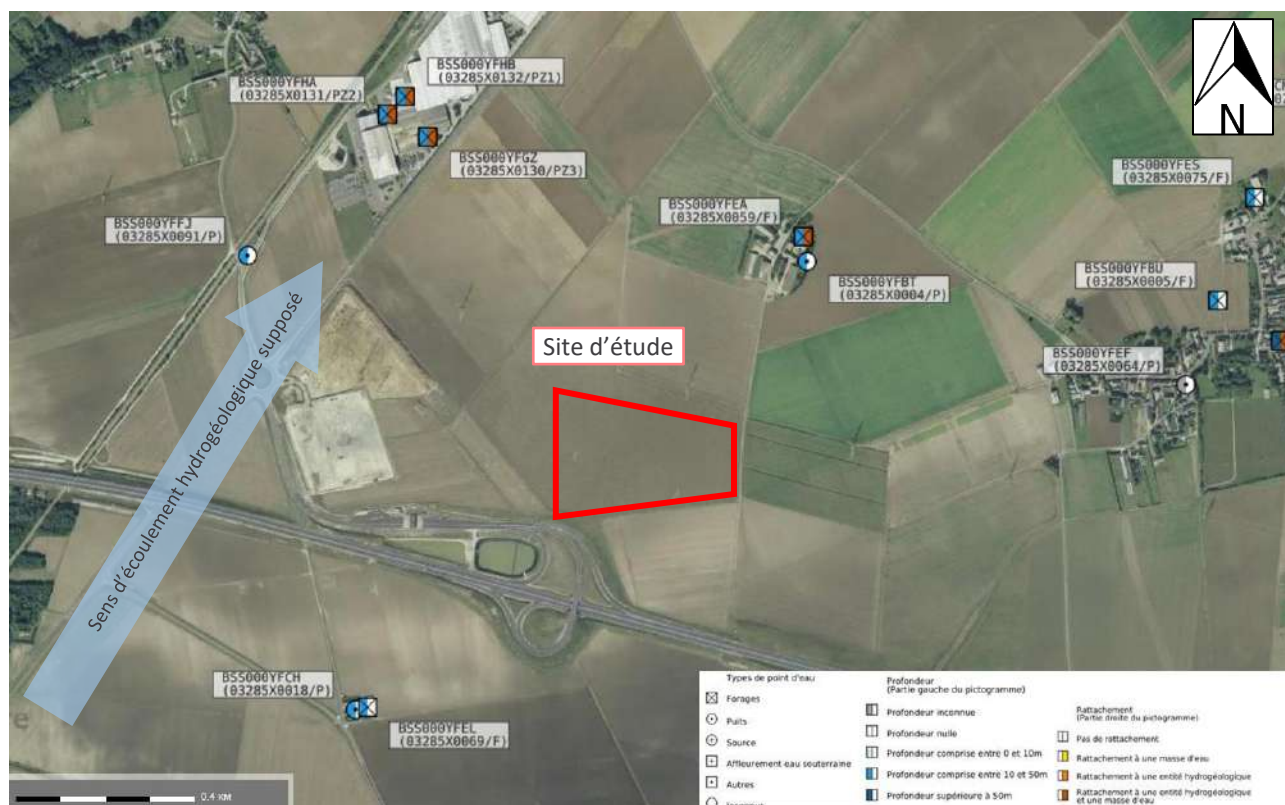 BSS000YFHB
(03285X0132/PZ1)
BSS000YFHA
(03285X0131/PZ2)
BSS000YFGZ
(03285X0130/PZ3)
N
BSS000YFES
(03285X0075/F)
BSS000YFEA
(03285X0059/F)
BSS000YFFJ
(03285X0091/P)
BSS000YFBT
(03285X0004/P)
BSS000YFBU
(03285X0005/F)
Sens d'écoulement hydrogéologique supposé
Site d'étude
BSS000YFEF
(03285X0064/P)
BSS000YFCH
(03285X0018/P)
BSS000YFEL
(03285X0069/F)
0.4 KM
Types de point d'eau
Forages
Puits
Source
Affleurement eau souterraine
Autres
Inconnue
Profondeur
(Partie gauche du pictogramme)
Profondeur inconnue
Profondeur nulle
Profondeur comprise entre 0 et 10m
Profondeur comprise entre 10 et 50m
Profondeur supérieure à 50m
Rattachement
(Partie droite du pictogramme)
Pas de rattachement
Rattachement à une masse d'eau
Rattachement à une entité hydrogéologique
Rattachement à une entité hydrogéologique
et une masse d'eau